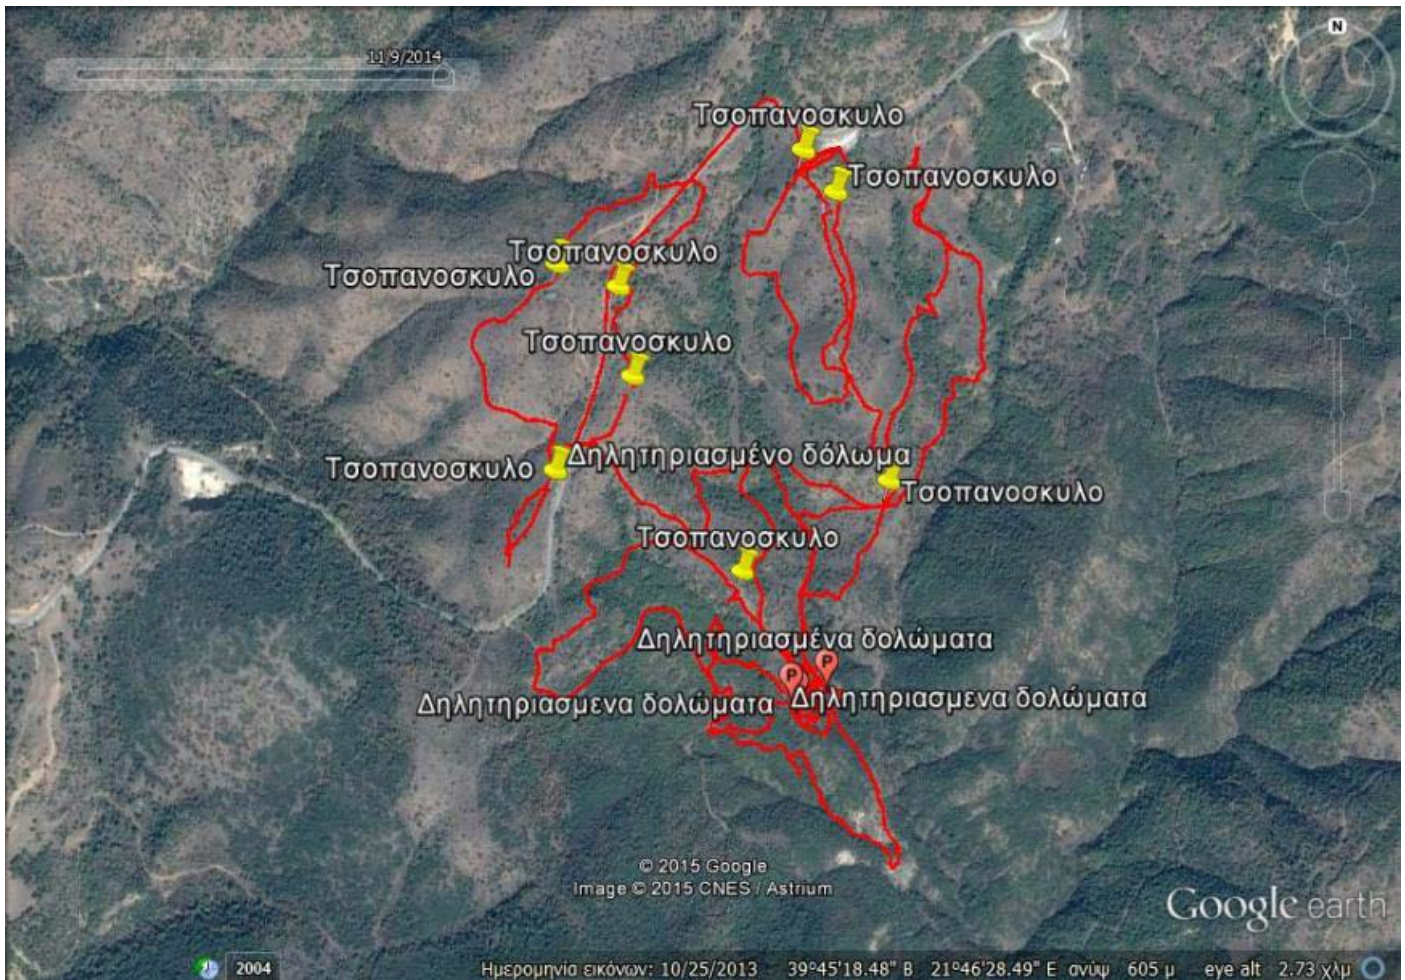 11/9/2014
N
Τσοπανοσκυλο
Τσοπανοσκυλο
Τσοπανοσκυλο
Τσοπανοσκυλο
Τσοπανοσκυλο
Δηλητηριασμένο δόλωμα
Τσοπανοσκυλο
Τσοπανοσκυλο
Τσοπανοσκυλο
Δηλητηριασμένα δολώματα
P
P
Δηλητηριασμενα δολώματα
Δηλητηριασμενα δολώματα
© 2015 Google
Image © 2015 CNES / Astrium
Google earth
2004
Ημερομηνία εικόνων: 10/25/2013 39°45'18.48" Β 21°46'28.49" Ε ανύψ 605 μ eye alt 2.73 χλμ